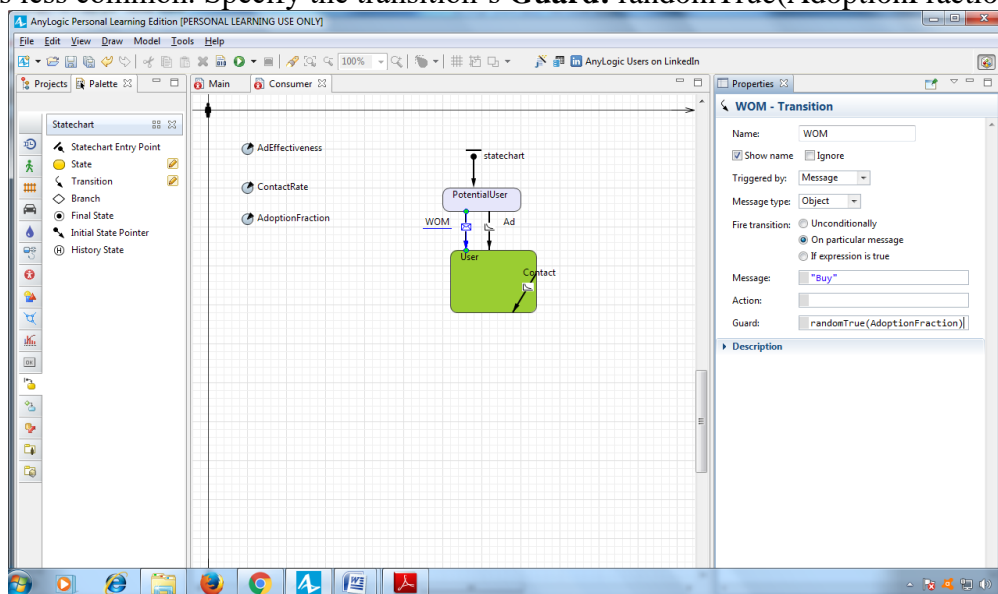 s less common. Specify the transition's Guard: randomTrue(AdoptionFractio
AnyLogic Personal Learning Edition [PERSONAL LEARNING USE ONLY]
File Edit View Draw Model Tools Help
100% AnyLogic Users on LinkedIn
Projects Palette Main Consumer Properties
WOM - Transition
Statechart
Statechart Entry Point
State
Transition
Branch
Final State
Initial State Pointer
History State
AdEffectiveness
ContactRate
AdoptionFraction
statechart
PotentialUser
WOM Ad
User
Contact
Name: WOM
Show name Ignore
Triggered by: Message
Message type: Object
Fire transition: Unconditionally
On particular message
If expression is true
Message: "Buy"
Action:
Guard: randomTrue(AdoptionFraction)
Description